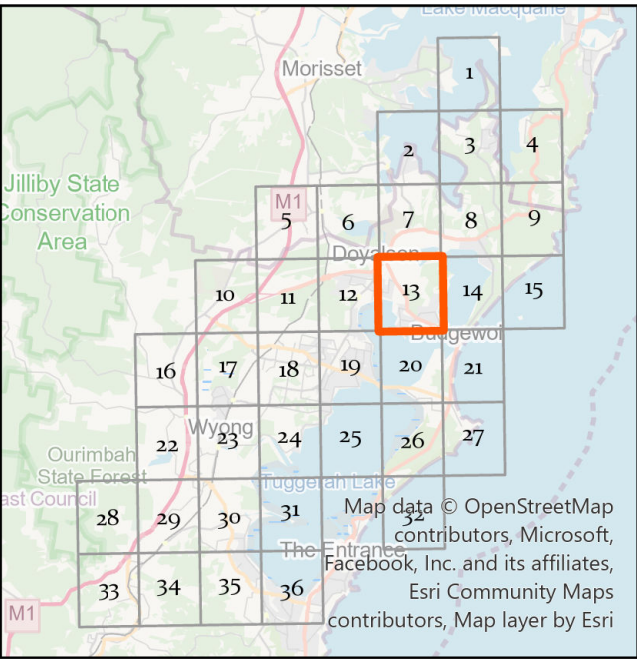 Lake Macquarie
Morisset
1
2
3
4
Jilliby State
Conservation
Area
M1
5
6
7
8
9
Doyalson
10
11
12
13
14
15
Budgewoi
16
17
18
19
20
21
Wyong
22
23
24
25
26
27
Ourimbah
State Forest
ast Council
Tuggerah Lake
28
29
30
31
32
The Entrance
33
34
35
36
M1
Map data © OpenStreetMap
contributors, Microsoft,
Facebook, Inc. and its affiliates,
Esri Community Maps
contributors, Map layer by Esri